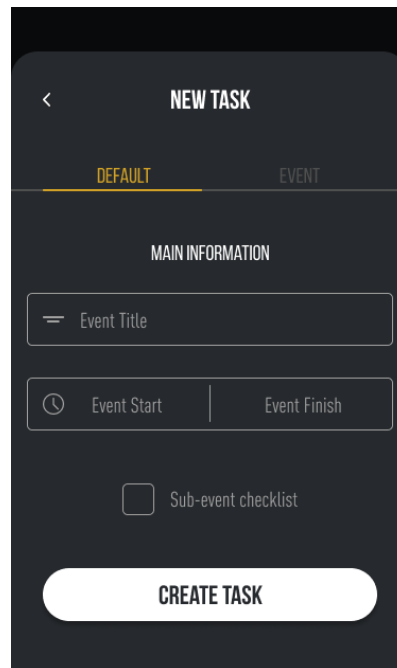 NEW TASK
DEFAULT EVENT
MAIN INFORMATION
Event Title
Event Start Event Finish
Sub-event checklist
CREATE TASK